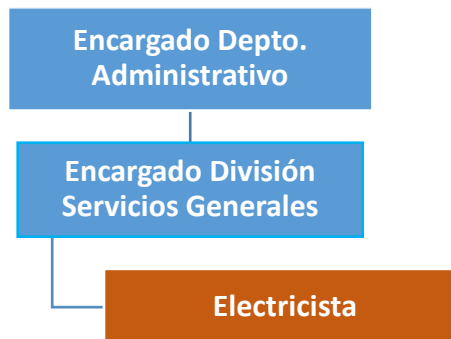 Encargado Depto.
Administrativo
Encargado División
Servicios Generales
Electricista